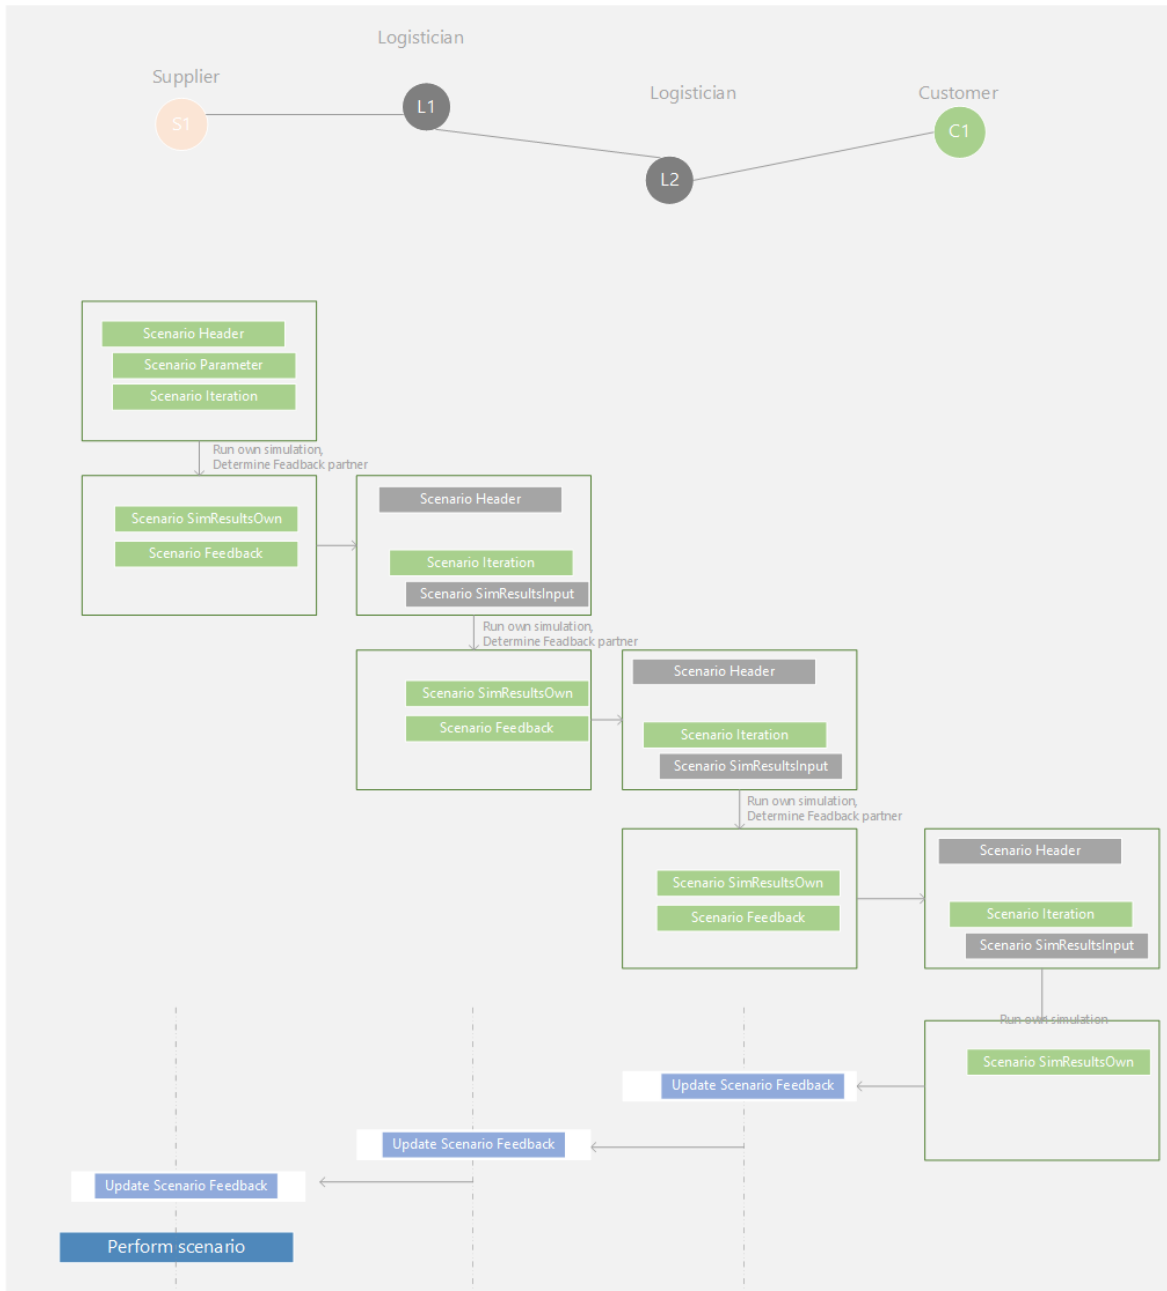 Logistician
Supplier
Logistician
Customer
L1
S1
C1
L2
Scenario Header
Scenario Parameter
Scenario Iteration
Run own simulation,
Determine Feadback partner
Scenario SimResultsOwn
Scenario Feedback
Scenario Header
Scenario Iteration
Scenario SimResultsInput
Run own simulation,
Determine Feadback partner
Scenario SimResultsOwn
Scenario Feedback
Scenario Header
Scenario Iteration
Scenario SimResultsInput
Run own simulation,
Determine Feadback partner
Scenario SimResultsOwn
Scenario Feedback
Scenario Header
Scenario Iteration
Scenario SimResultsInput
Run own simulation
Scenario SimResultsOwn
Update Scenario Feedback
Update Scenario Feedback
Update Scenario Feedback
Perform scenario